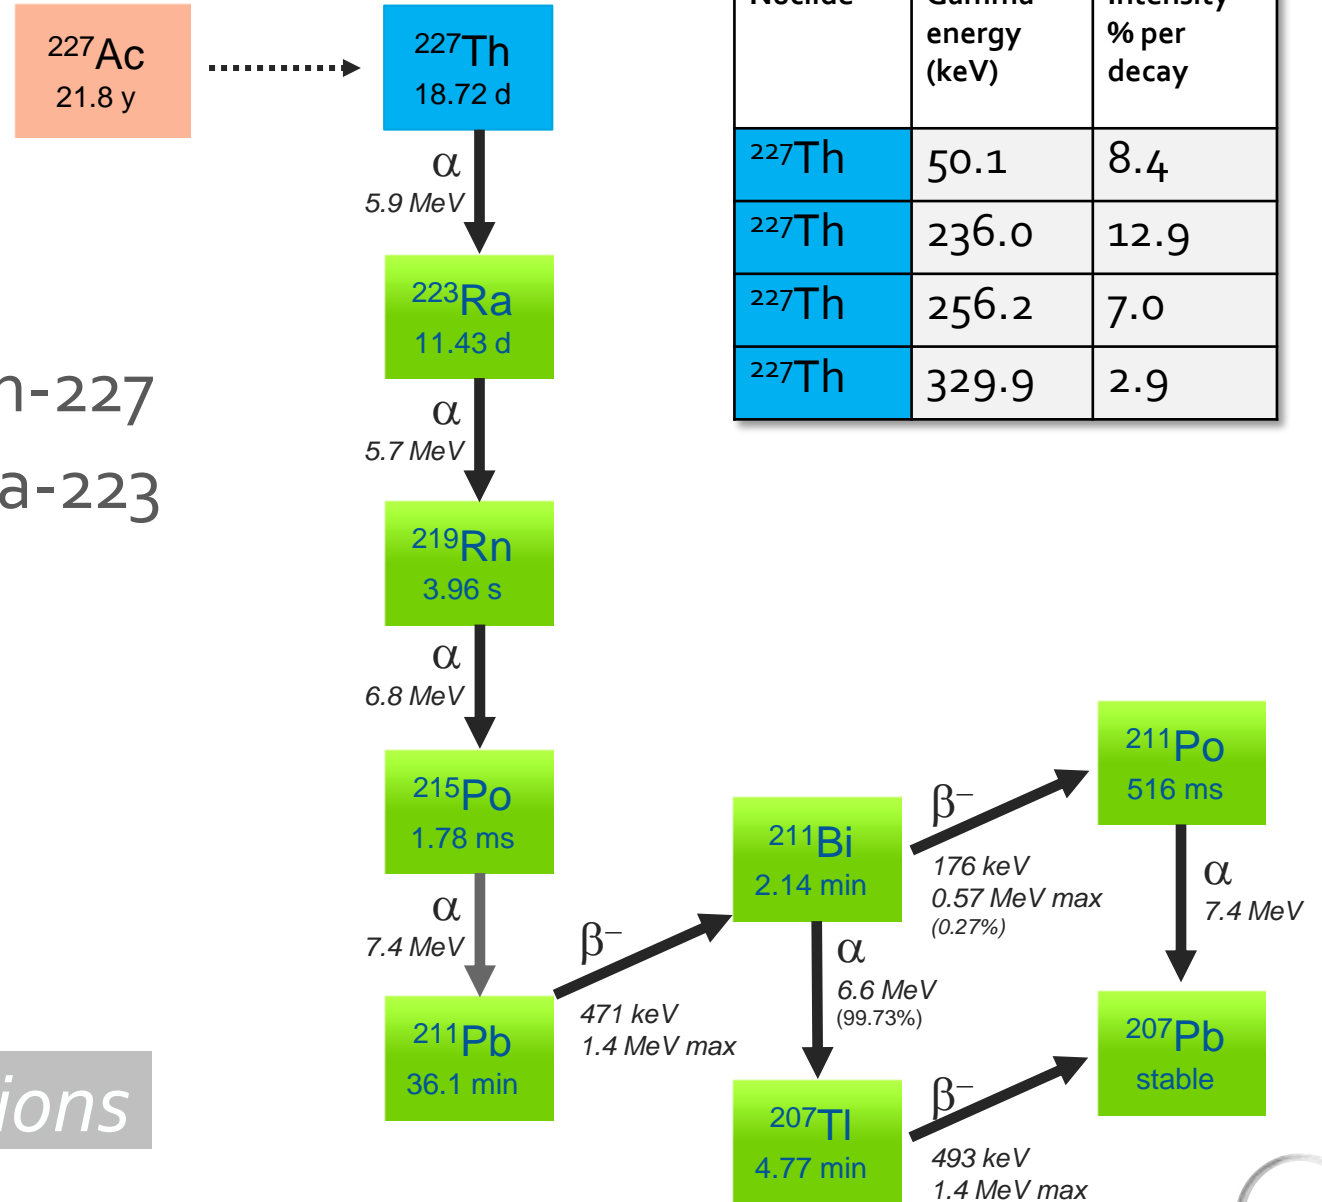 Nuclide Gamma Intensity
energy % per
(keV) decay
²²⁷Th 50.1 8.4
²²⁷Th 236.0 12.9
²²⁷Th 256.2 7.0
²²⁷Th 329.9 2.9
²²⁷Ac
21.8 y
²²⁷Th
18.72 d
α
5.9 MeV
²²³Ra
11.43 d
n-227
a-223
α
5.7 MeV
²¹⁹Rn
3.96 s
α
6.8 MeV
²¹⁵Po
1.78 ms
α
7.4 MeV
²¹¹Pb
36.1 min
β−
471 keV
1.4 MeV max
²¹¹Bi
2.14 min
β−
176 keV
0.57 MeV max
(0.27%)
²¹¹Po
516 ms
α
7.4 MeV
α
6.6 MeV
(99.73%)
²⁰⁷Tl
4.77 min
β−
493 keV
1.4 MeV max
²⁰⁷Pb
stable
ions